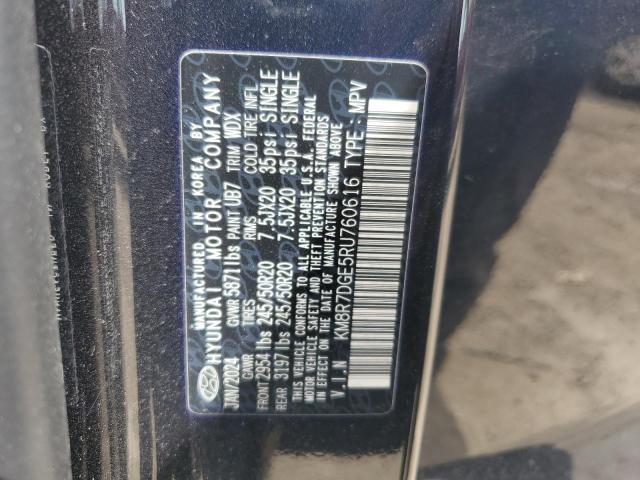 MANUFACTURED IN KOREA BY
HYUNDAI MOTOR COMPANY
JAN/2024 GVWR 5871lbs PAINT UB7 TRIM WDX
GAWR TIRES RIMS COLD TIRE INFL
FRONT 2954 lbs 245/50R20 7.5JX20 35psi SINGLE
REAR 3197 lbs 245/50R20 7.5JX20 35psi SINGLE
THIS VEHICLE CONFORMS TO ALL APPLICABLE U.S.A. FEDERAL
MOTOR VEHICLE SAFETY AND THEFT PREVENTION STANDARDS
IN EFFECT ON THE DATE OF MANUFACTURE SHOWN ABOVE
V.I.N KM8R7DGE5RU760616 TYPE : MPV